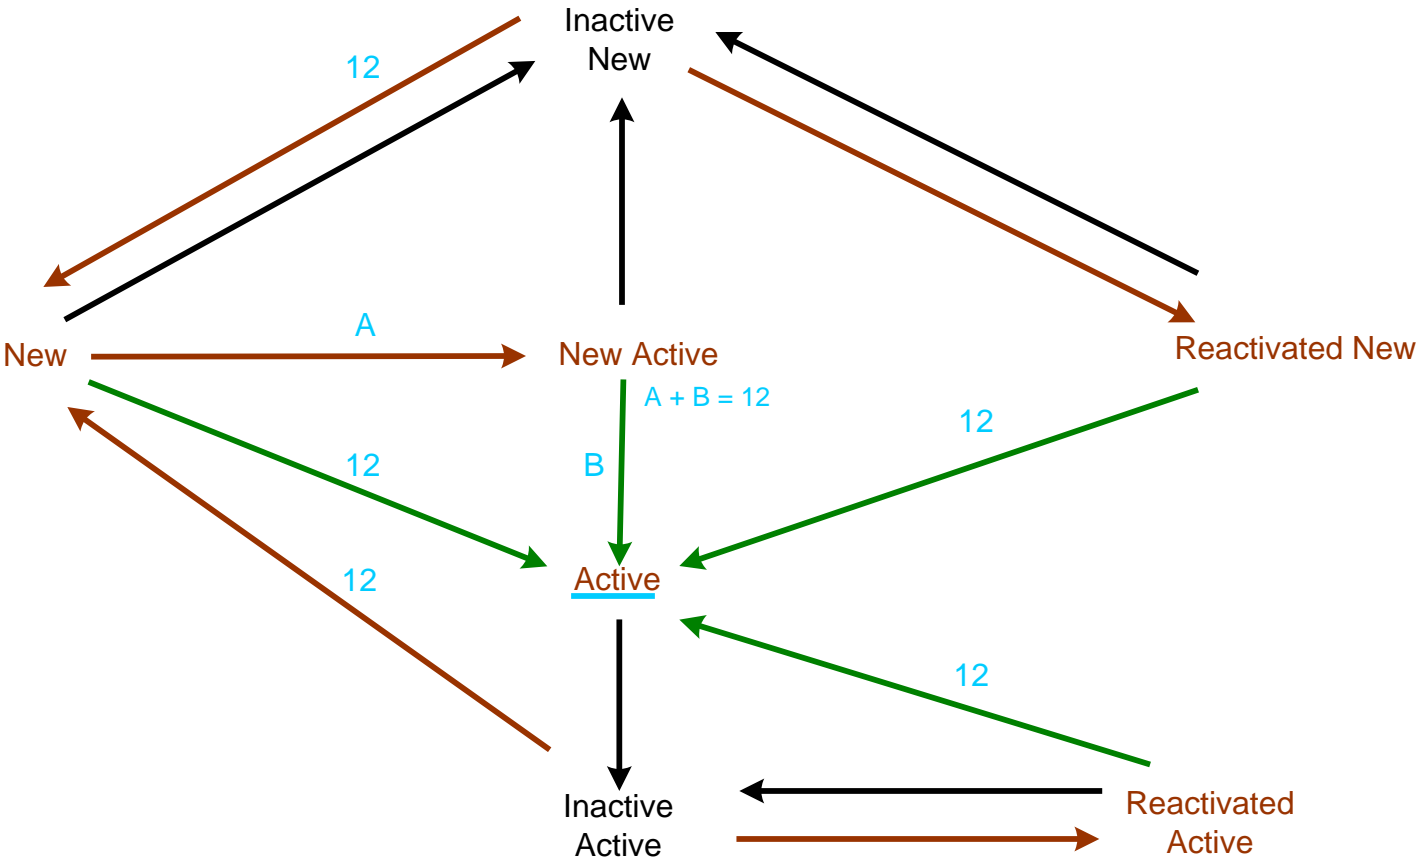 Inactive
New
12
A
New
New Active
Reactivated New
A + B = 12
12
12
B
Active
12
12
Inactive
Active
Reactivated
Active